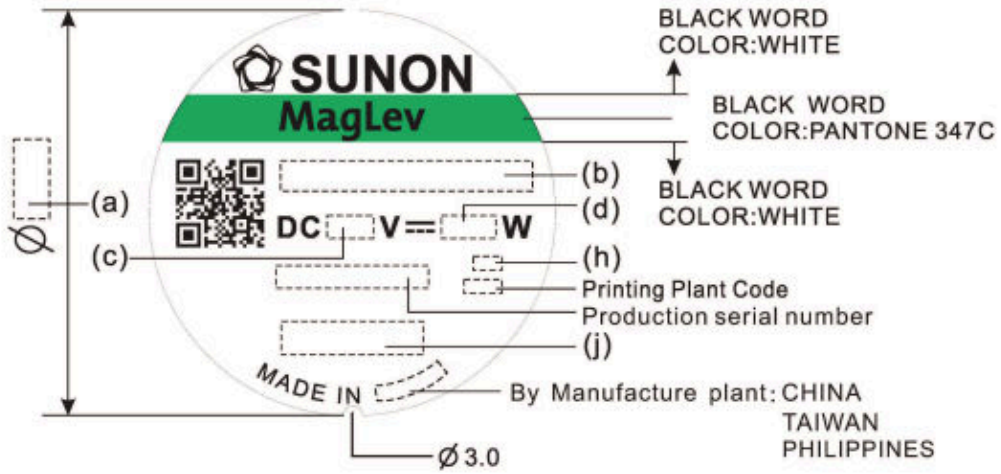 BLACK WORD
COLOR:WHITE
SUNON
MagLev
BLACK WORD
COLOR:PANTONE 347C
(a)
Ø
(b)
BLACK WORD
COLOR:WHITE
DC V W
(d)
(c)
(h)
Printing Plant Code
Production serial number
(j)
MADE IN
By Manufacture plant: CHINA
TAIWAN
PHILIPPINES
Ø 3.0